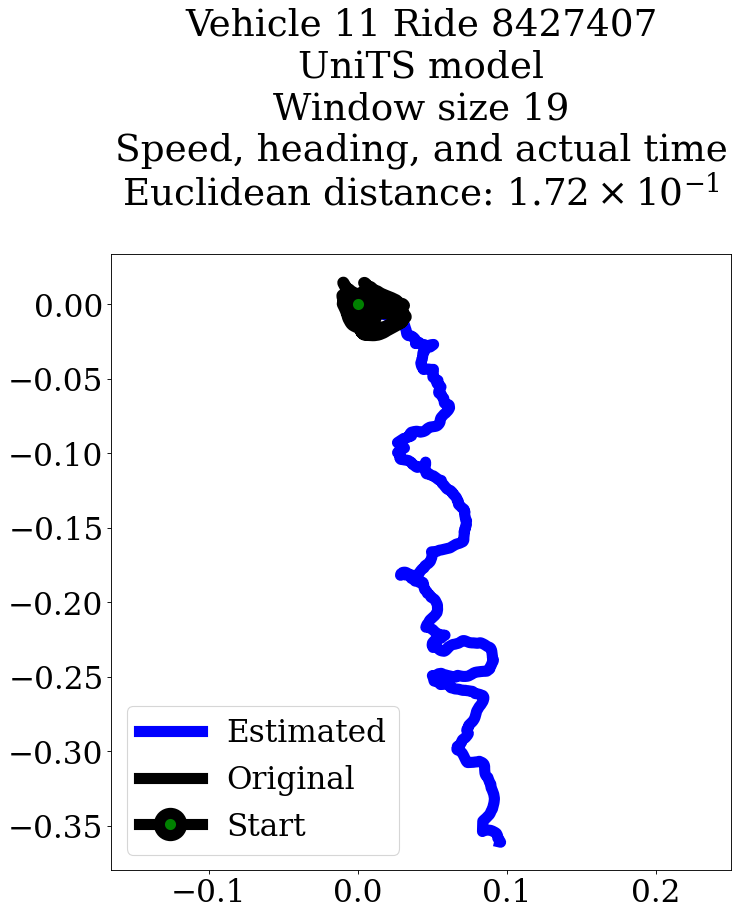 Vehicle 11 Ride 8427407
UniTS model
Window size 19
Speed, heading, and actual time
Euclidean distance: 1.72 × 10⁻¹
0.00
−0.05
−0.10
−0.15
−0.20
−0.25
−0.30
−0.35
Estimated
Original
Start
−0.1
0.0
0.1
0.2